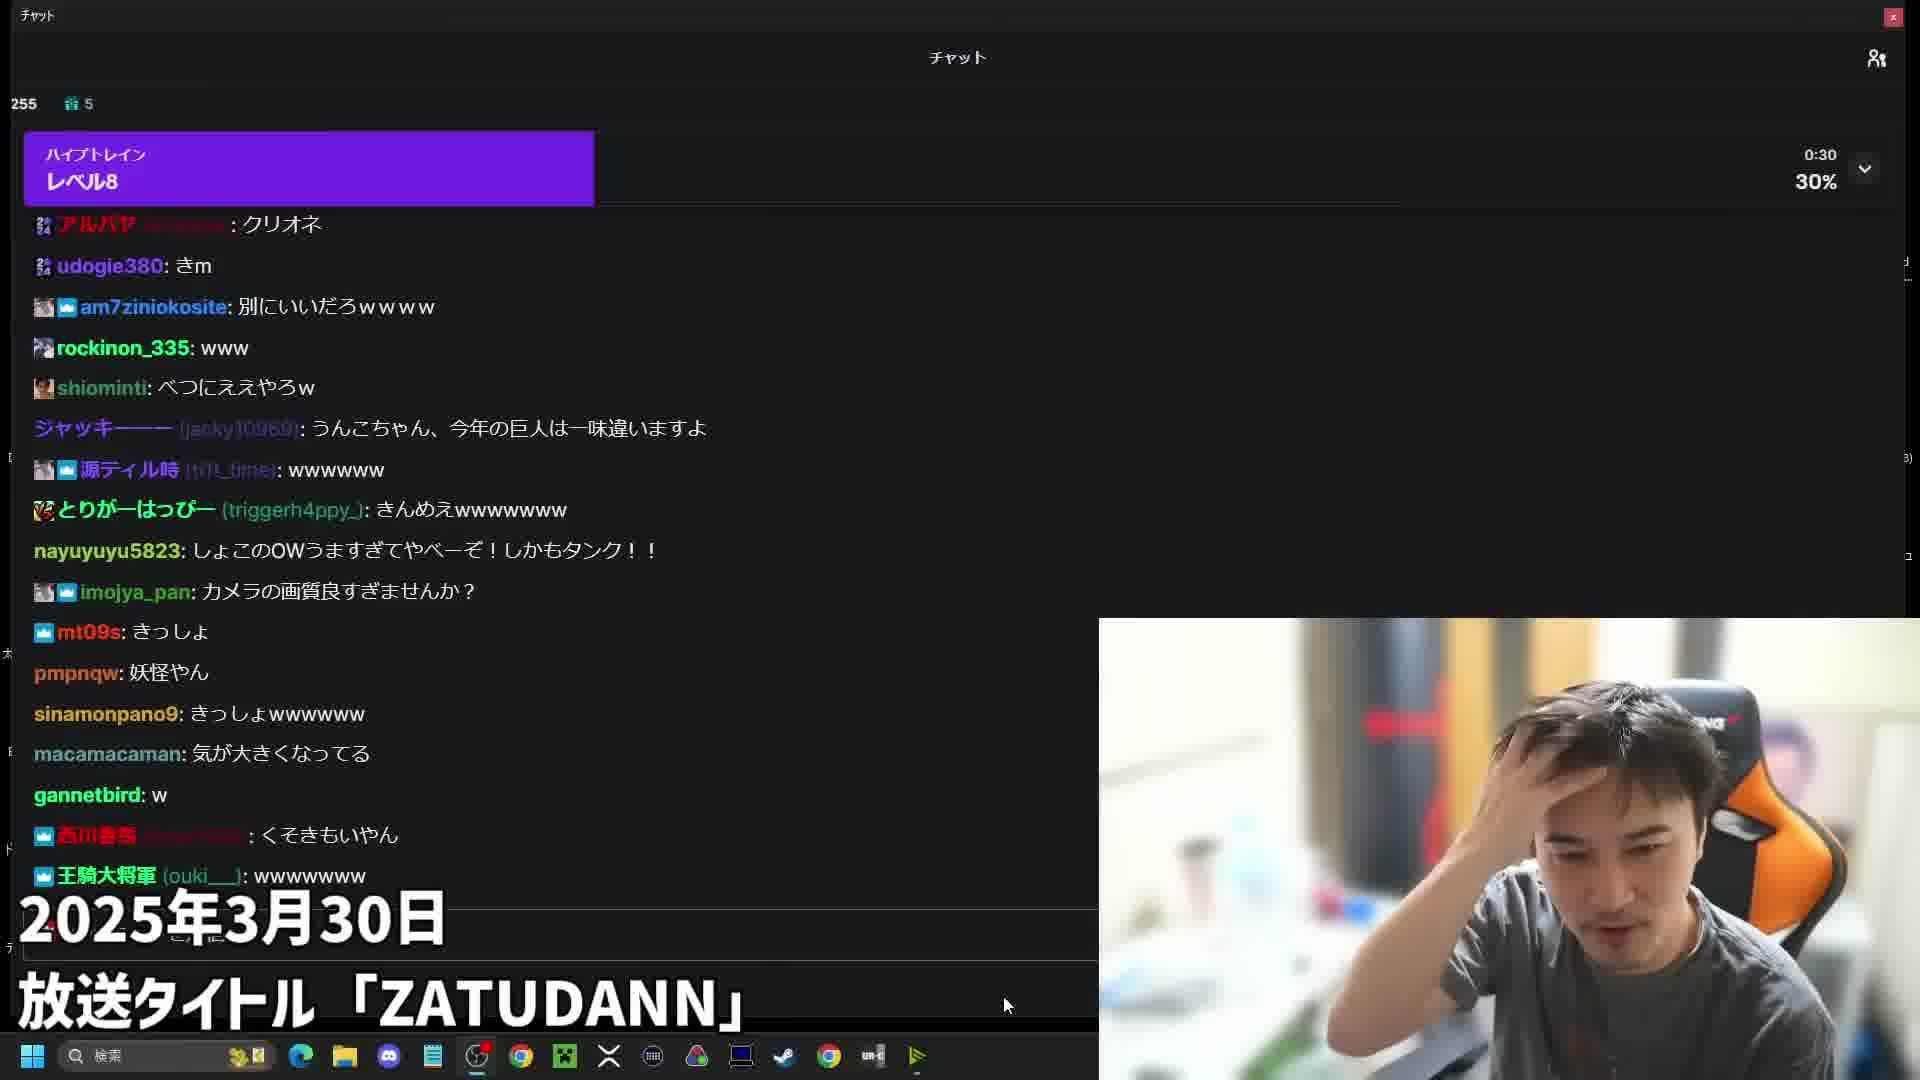 チャット
チャット
255 5
ハイプトレイン
レベル8
0:30
30%
アルパヤ : クリオネ
udogie380: きm
am7ziniokosite: 別にいいだろｗｗｗｗ
rockinon_335: www
shiominti: べつにええやろw
ジャッキーーー (jacky10969): うんこちゃん、今年の巨人は一味違いますよ
源ティル時 : wwwwww
とりがーはっぴー (triggerh4ppy_): きんめえwwwwwww
nayuyuyu5823: しょこのOWうますぎてやべーぞ！しかもタンク！！
imojya_pan: カメラの画質良すぎませんか？
mt09s: きっしょ
pmpnqw: 妖怪やん
sinamonpano9: きっしょwwwwww
macamacaman: 気が大きくなってる
gannetbird: w
: くそきもいやん
王騎大将軍 (ouki___): wwwwwww
2025年3月30日
放送タイトル「ZATUDANN」
検索